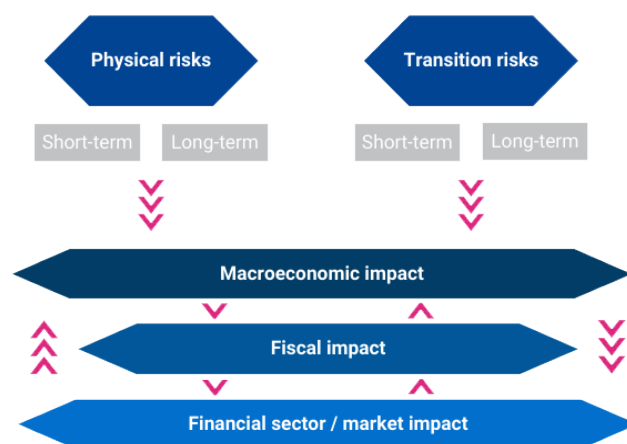 Physical risks
Transition risks
Short-term
Long-term
Short-term
Long-term
Macroeconomic impact
Fiscal impact
Financial sector / market impact